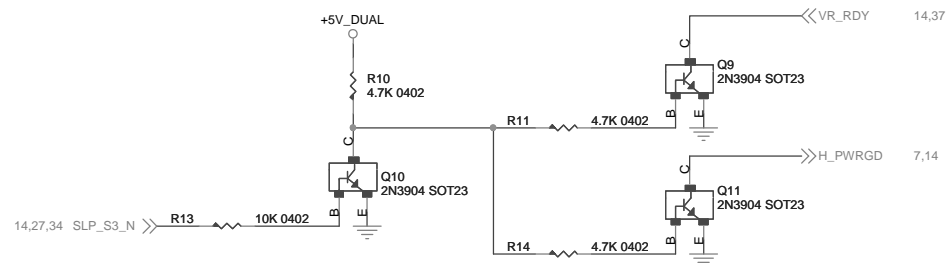 VR_RDY 14,37
+5V_DUAL
C
Q9
2N3904 SOT23
R10
4.7K 0402
B
E
R11 4.7K 0402
C
H_PWRGD 7,14
C
Q10
2N3904 SOT23
Q11
2N3904 SOT23
B
E
B
E
14,27,34 SLP_S3_N R13 10K 0402
R14 4.7K 0402